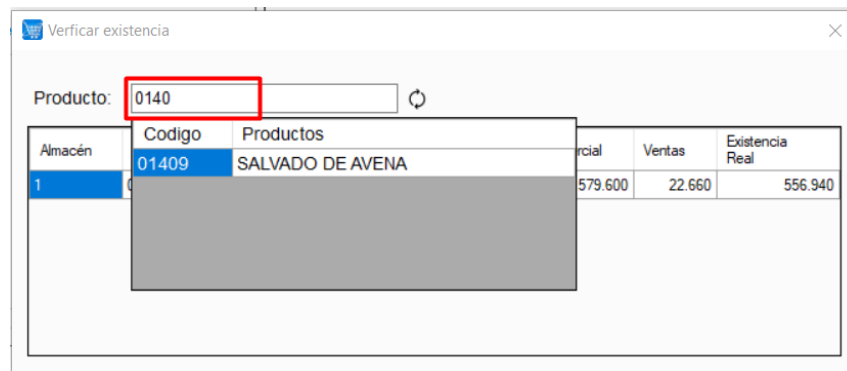 Verficar existencia
Producto: 0140
Codigo Productos
01409 SALVADO DE AVENA
Almacén rcial Ventas Existencia Real
1 579.600 22.660 556.940